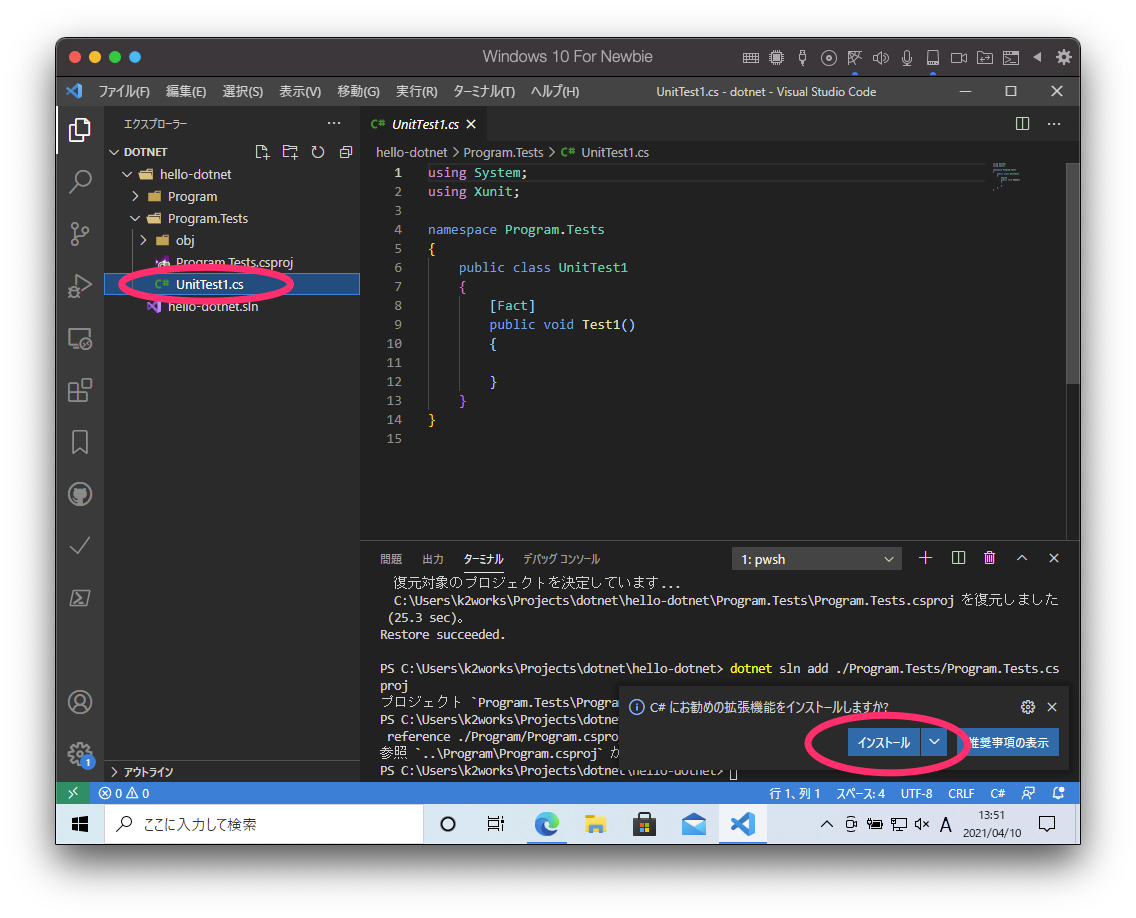 Windows 10 For Newbie
ファイル(F) 編集(E) 選択(S) 表示(V) 移動(G) 実行(R) ターミナル(T) ヘルプ(H) UnitTest1.cs - dotnet - Visual Studio Code
エクスプローラー
DOTNET
hello-dotnet
Program
Program.Tests
obj
Program.Tests.csproj
C# UnitTest1.cs
hello-dotnet.sln
アウトライン
C# UnitTest1.cs
hello-dotnet > Program.Tests > C# UnitTest1.cs
1 using System;
2 using Xunit;
3
4 namespace Program.Tests
5 {
6 public class UnitTest1
7 {
8 [Fact]
9 public void Test1()
10 {
11
12 }
13 }
14 }
15
問題 出力 ターミナル デバッグ コンソール 1: pwsh
復元対象のプロジェクトを決定しています...
C:\Users\k2works\Projects\dotnet\hello-dotnet\Program.Tests\Program.Tests.csproj を復元しました
(25.3 sec)。
Restore succeeded.
PS C:\Users\k2works\Projects\dotnet\hello-dotnet> dotnet sln add ./Program.Tests/Program.Tests.cs
proj
プロジェクト `Program.Tests\Progra
PS C:\Users\k2works\Projects\dotne
reference ./Program/Program.cspro
参照 `..\Program\Program.csproj` か
PS C:\Users\k2works\Projects\dotnet\hello-dotnet>
C# にお勧めの拡張機能をインストールしますか?
インストール
推奨事項の表示
1
0 0 行 1、列 1 スペース: 4 UTF-8 CRLF C#
ここに入力して検索
A
13:51
2021/04/10